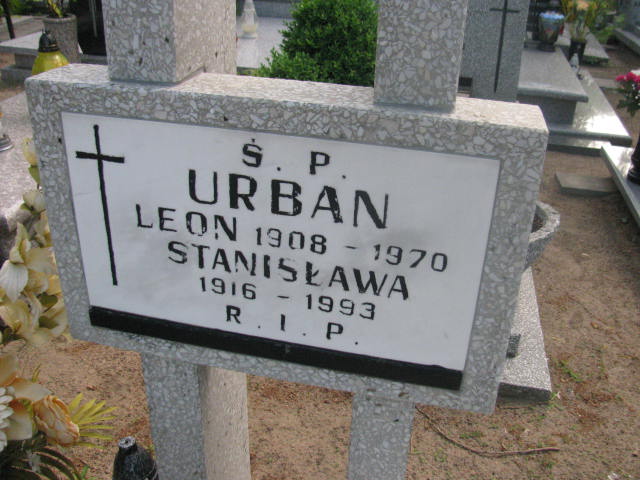 Ś. P.
URBAN
LEON 1908 - 1970
STANISŁAWA
1916 - 1993
R. I. P.